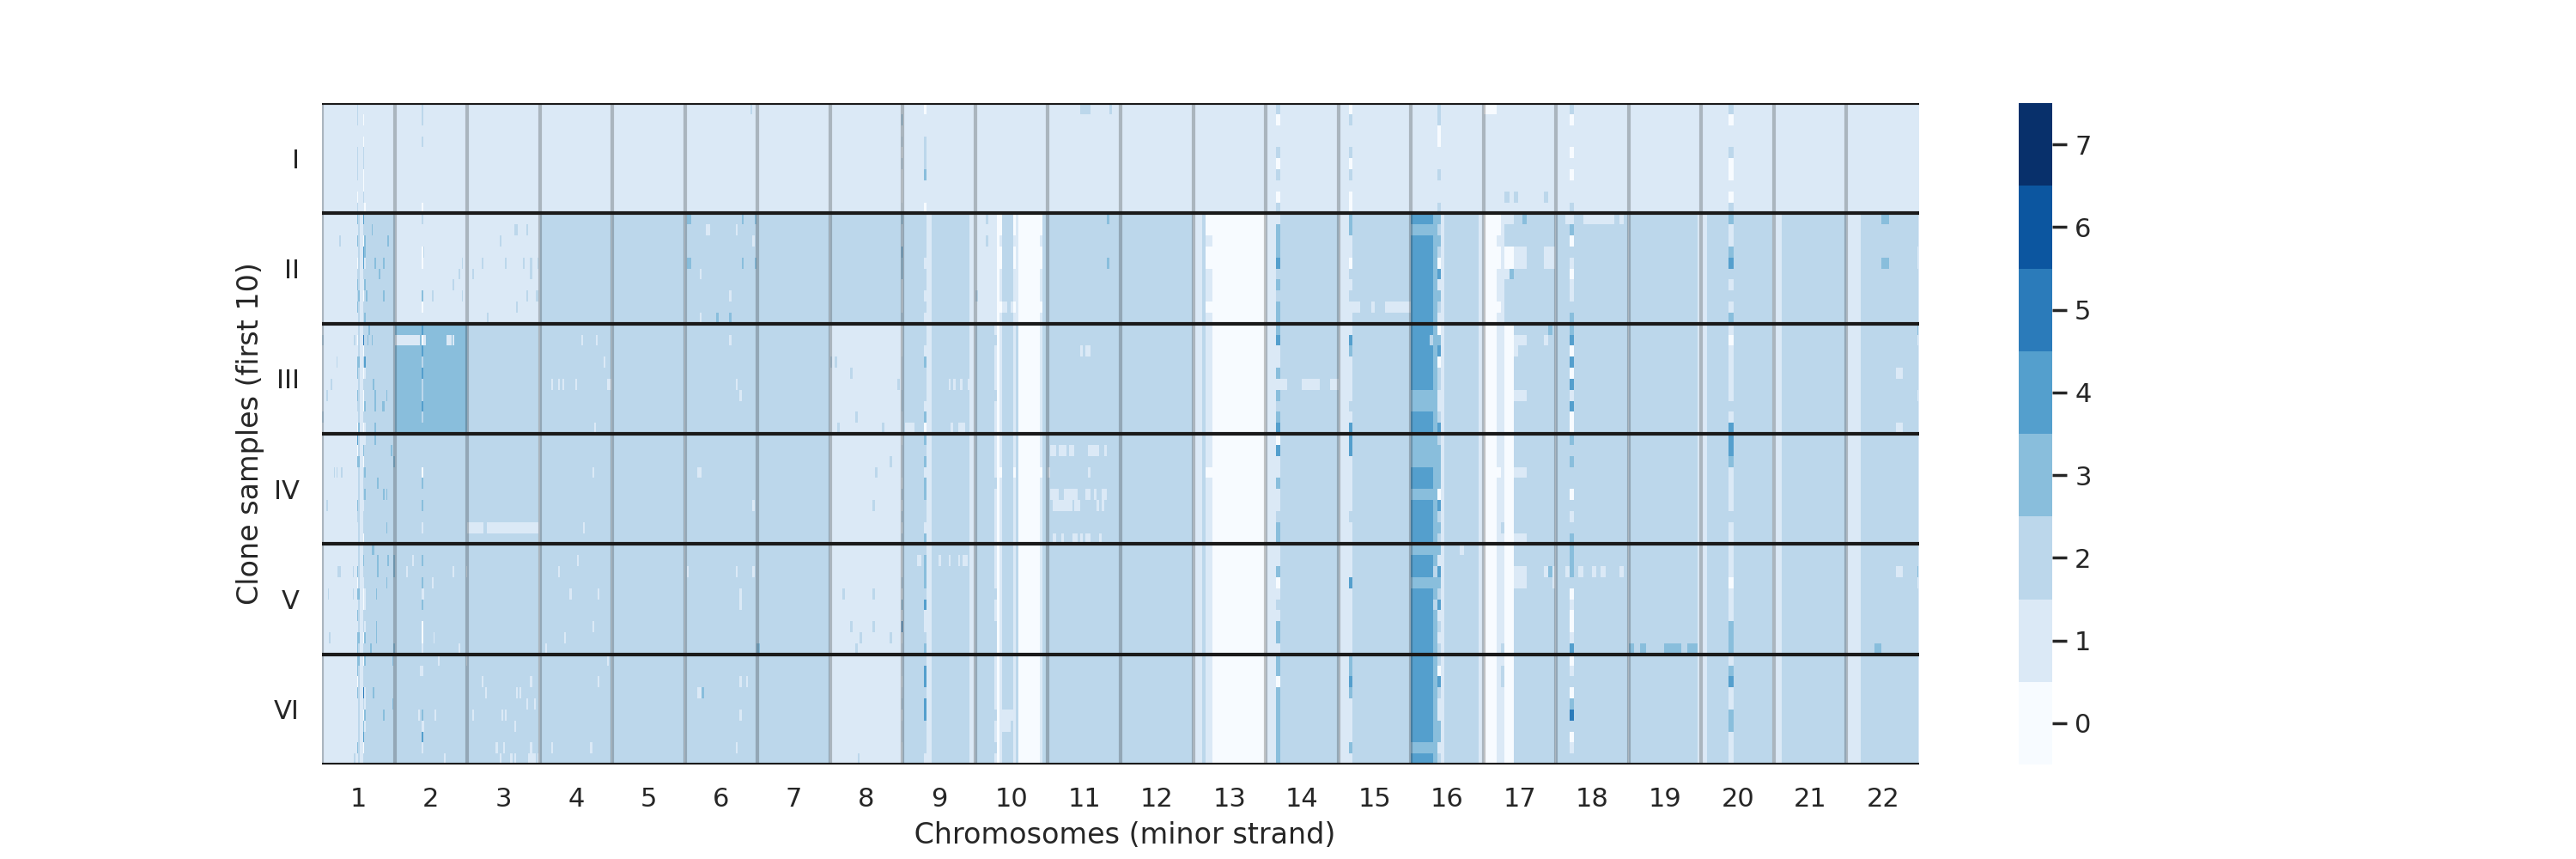 Clone samples (first 10)
I
II
III
IV
V
VI
1 2 3 4 5 6 7 8 9 10 11 12 13 14 15 16 17 18 19 20 21 22
Chromosomes (minor strand)
7
6
5
4
3
2
1
0